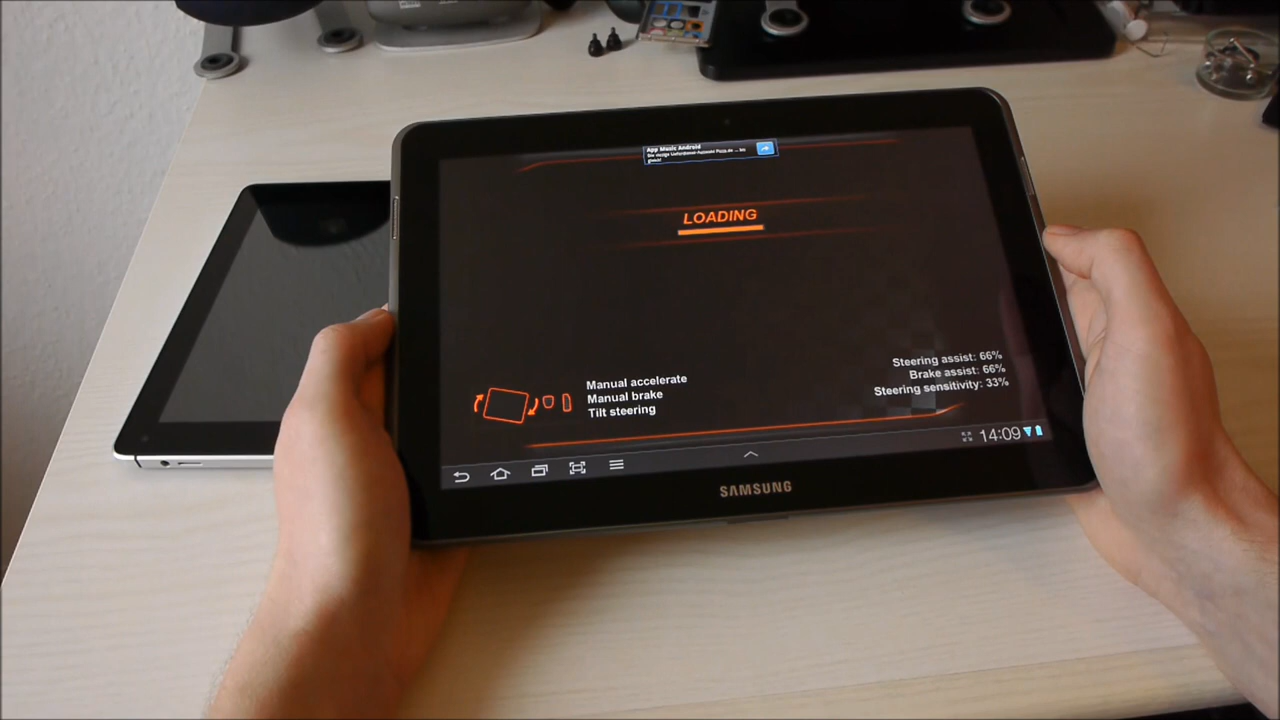 App Music Android
LOADING
Manual accelerate
Manual brake
Tilt steering
Steering assist: 66%
Brake assist: 66%
Steering sensitivity: 33%
14:09
SAMSUNG